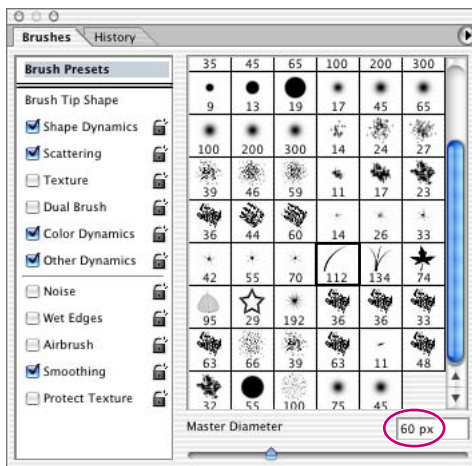 Brushes History
Brush Presets
Brush Tip Shape
Shape Dynamics
Scattering
Texture
Dual Brush
Color Dynamics
Other Dynamics
Noise
Wet Edges
Airbrush
Smoothing
Protect Texture
35 45 65 100 200 300
9 13 19 17 45 65
100 200 300 14 24 27
39 46 59 11 17 23
36 44 60 14 26 33
42 55 70 112 134 74
95 29 192 36 36 33
63 66 39 63 11 48
32 55 100 75 45
Master Diameter 60 px